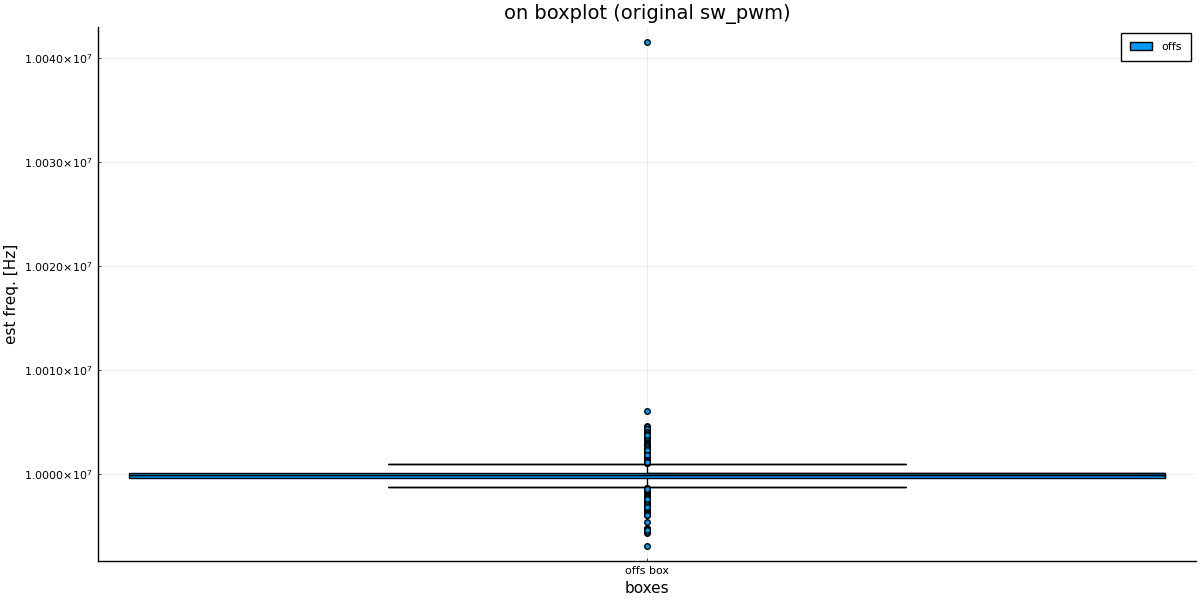 on boxplot (original sw_pwm)
offs
1.0040×10⁷
1.0030×10⁷
1.0020×10⁷
1.0010×10⁷
1.0000×10⁷
est freq. [Hz]
offs box
boxes